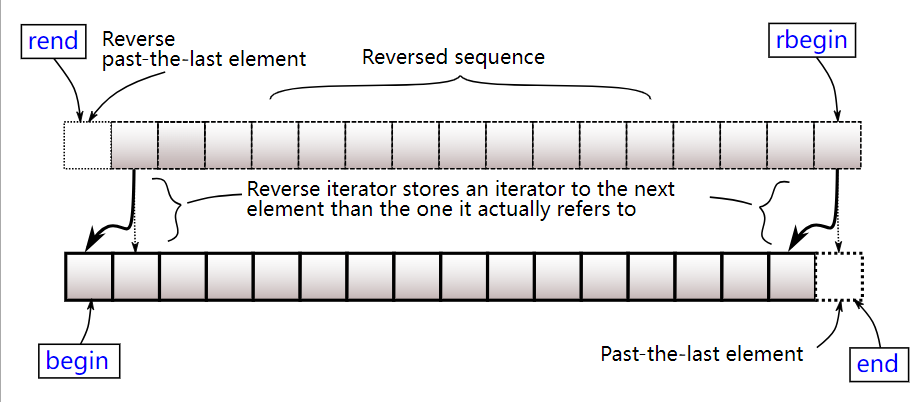 rend
Reverse
past-the-last element
Reversed sequence
rbegin
Reverse iterator stores an iterator to the next
element than the one it actually refers to
begin
Past-the-last element
end